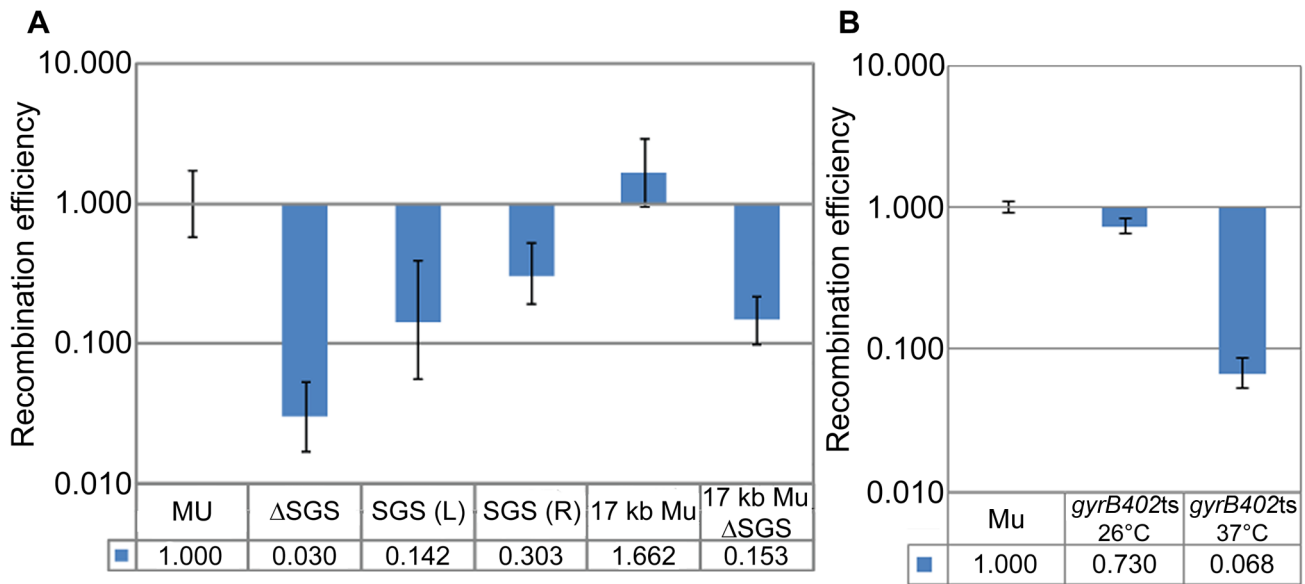 A
Recombination efficiency
10.000
1.000
0.100
0.010
MU ΔSGS SGS (L) SGS (R) 17 kb Mu 17 kb Mu
ΔSGS
1.000 0.030 0.142 0.303 1.662 0.153
B
Recombination efficiency
10.000
1.000
0.100
0.010
Mu gyrB402ts gyrB402ts
26°C 37°C
1.000 0.730 0.068